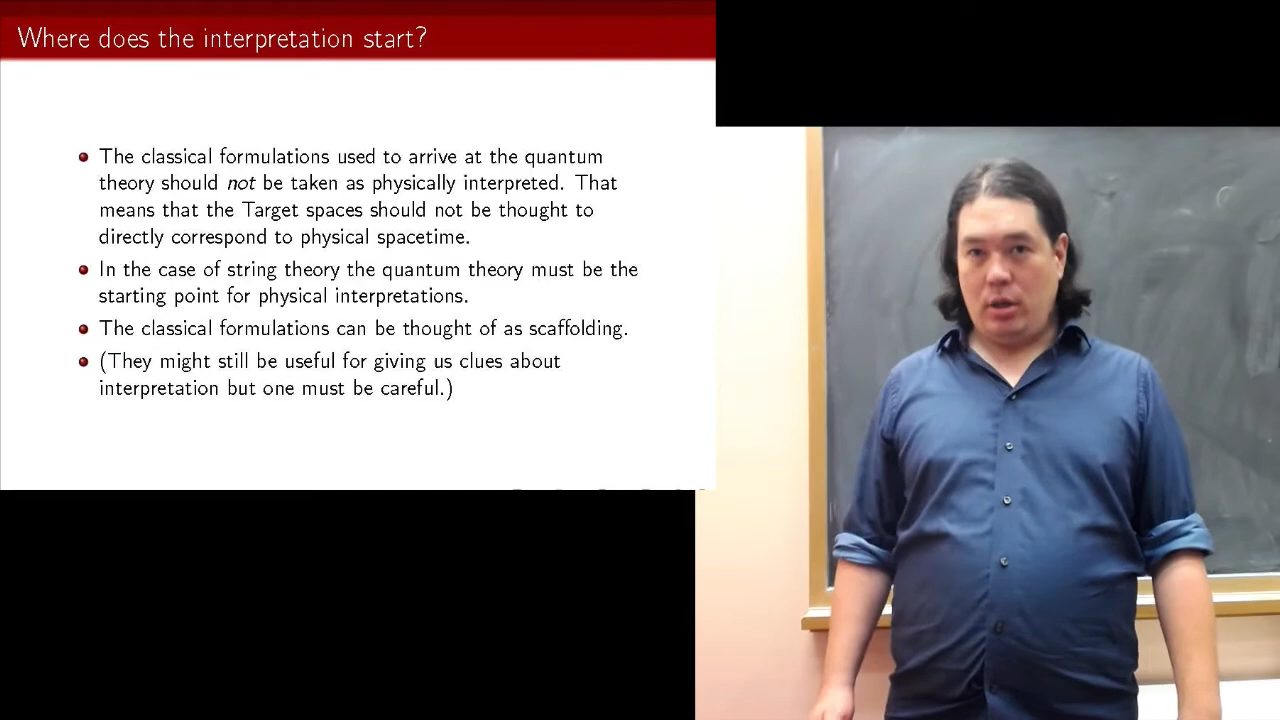 Where does the interpretation start?
The classical formulations used to arrive at the quantum
theory should not be taken as physically interpreted. That
means that the Target spaces should not be thought to
directly correspond to physical spacetime.
In the case of string theory the quantum theory must be the
starting point for physical interpretations.
The classical formulations can be thought of as scaffolding.
(They might still be useful for giving us clues about
interpretation but one must be careful.)